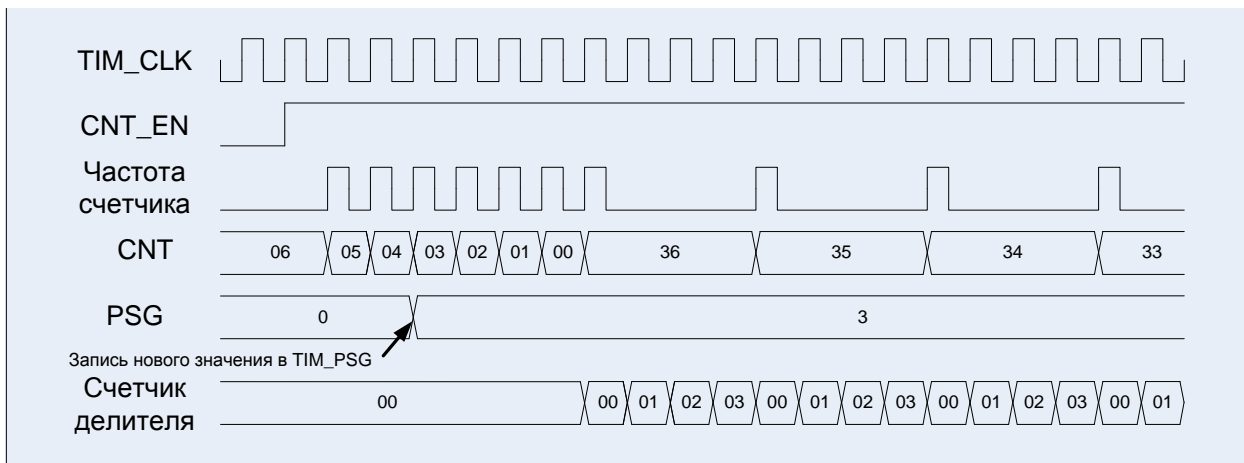 TIM_CLK
CNT_EN
Частота
счетчика
CNT 06 05 04 03 02 01 00 36 35 34 33
PSG 0 3
Запись нового значения в TIM_PSG
Счетчик
делителя
00 00 01 02 03 00 01 02 03 00 01 02 03 00 01